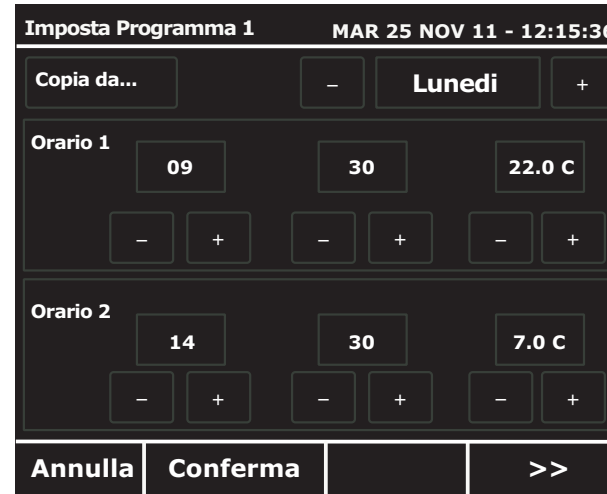 Imposta Programma 1 MAR 25 NOV 11 - 12:15:30
Copia da... – Lunedi +
Orario 1
09 30 22.0 C
– + – + – +
Orario 2
14 30 7.0 C
– + – + – +
Annulla Conferma >>